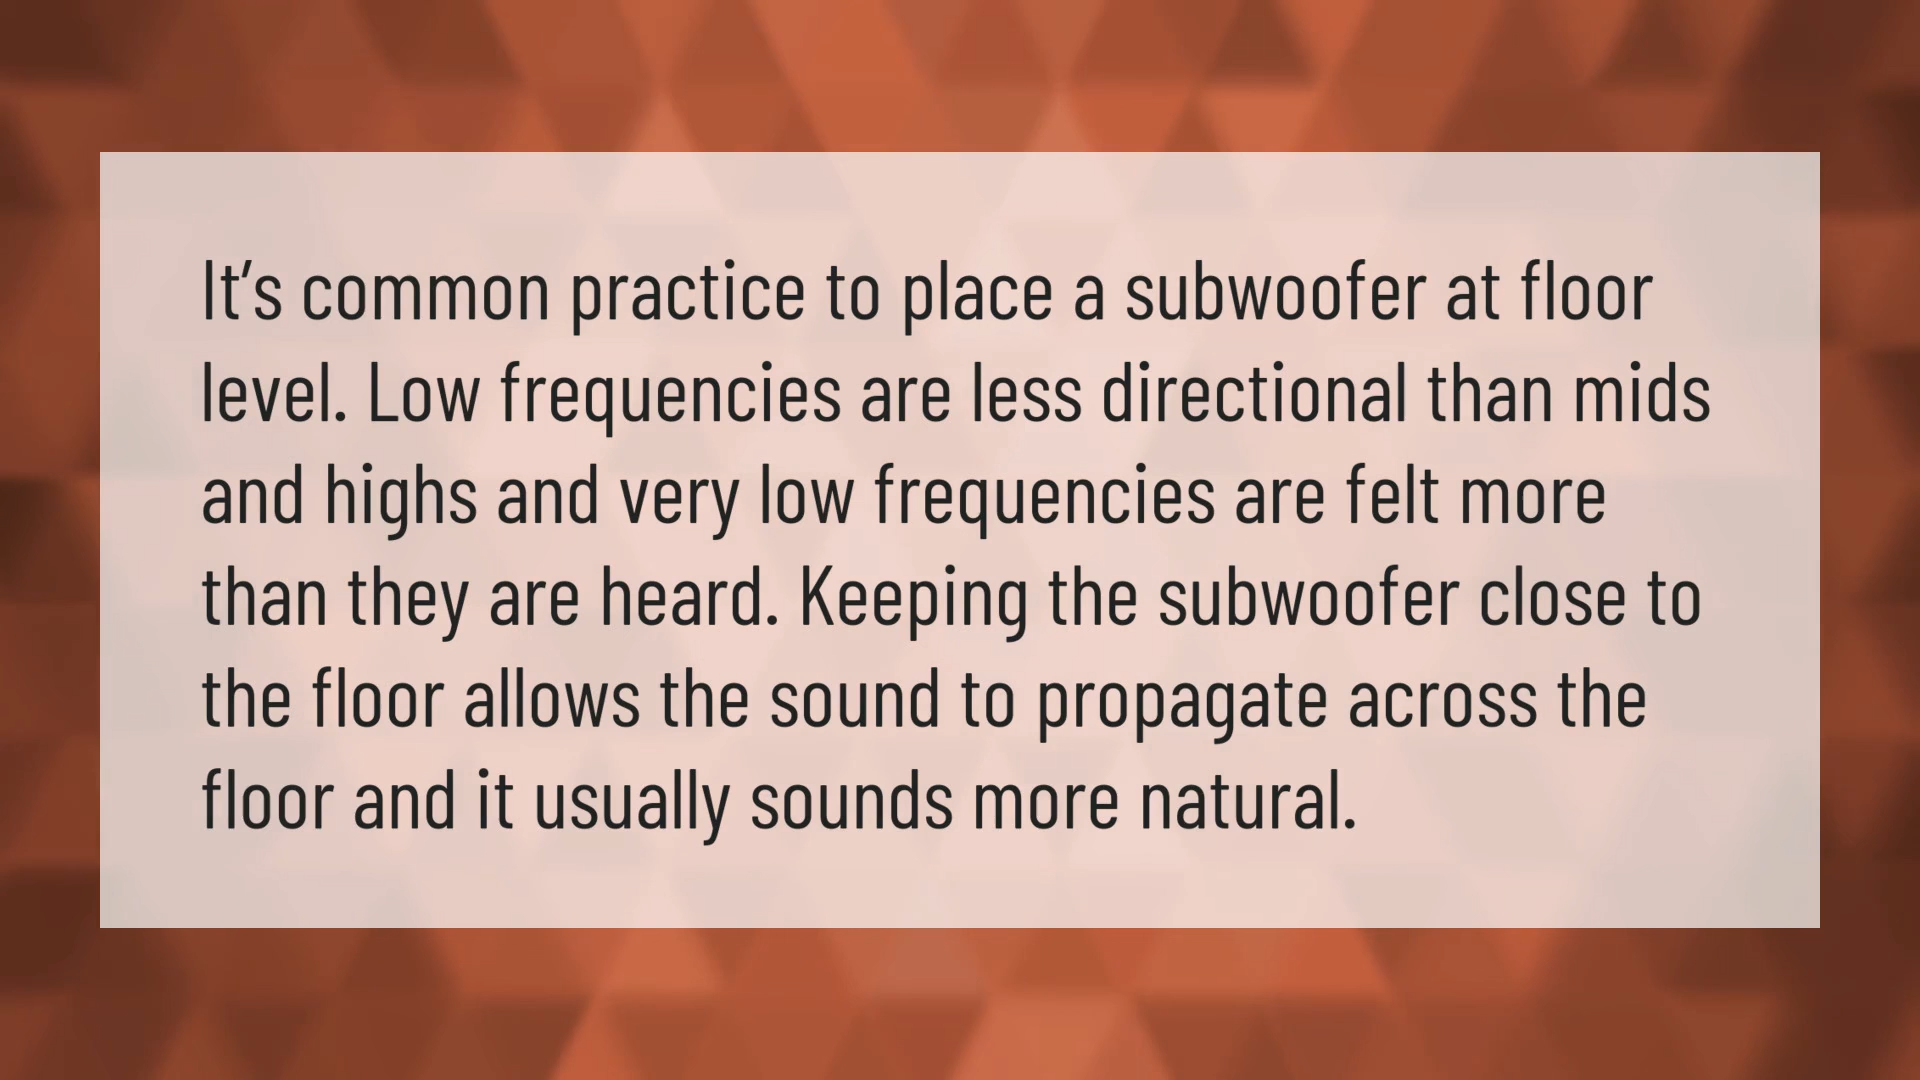 It’s common practice to place a subwoofer at floor
level. Low frequencies are less directional than mids
and highs and very low frequencies are felt more
than they are heard. Keeping the subwoofer close to
the floor allows the sound to propagate across the
floor and it usually sounds more natural.